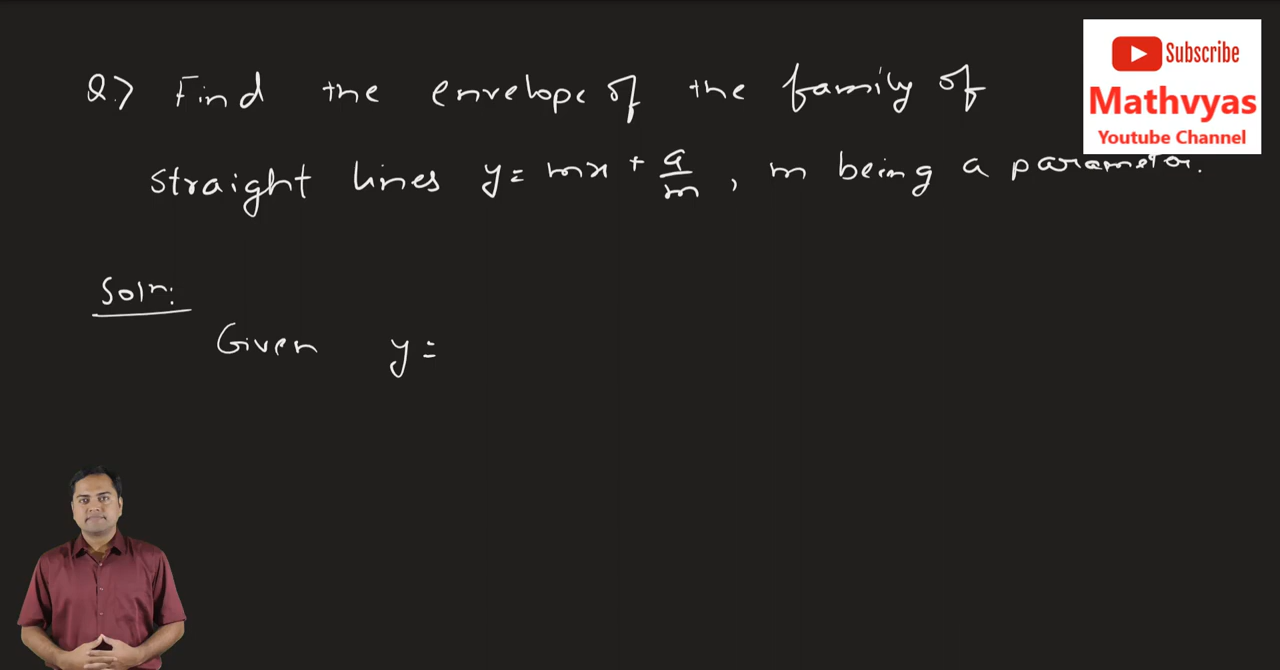 Q.> Find the envelope of the family of
straight lines y = mx + a/m , m being a parameter.
Soln:
Given y =
Subscribe
Mathvyas
Youtube Channel